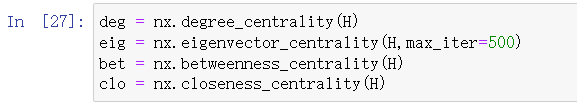 In [27]: deg = nx.degree_centrality(H)
eig = nx.eigenvector_centrality(H,max_iter=500)
bet = nx.betweenness_centrality(H)
clo = nx.closeness_centrality(H)